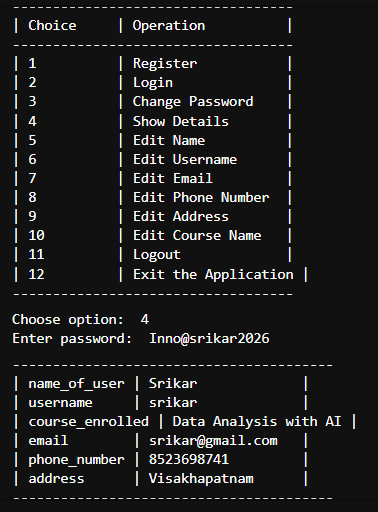 -----------------------------------
| Choice | Operation |
-----------------------------------
| 1 | Register |
| 2 | Login |
| 3 | Change Password |
| 4 | Show Details |
| 5 | Edit Name |
| 6 | Edit Username |
| 7 | Edit Email |
| 8 | Edit Phone Number |
| 9 | Edit Address |
| 10 | Edit Course Name |
| 11 | Logout |
| 12 | Exit the Application |
-----------------------------------
Choose option: 4
Enter password: Inno@srikar2026
----------------------------------------
| name_of_user | Srikar |
| username | srikar |
| course_enrolled | Data Analysis with AI |
| email | srikar@gmail.com |
| phone_number | 8523698741 |
| address | Visakhapatnam |
----------------------------------------